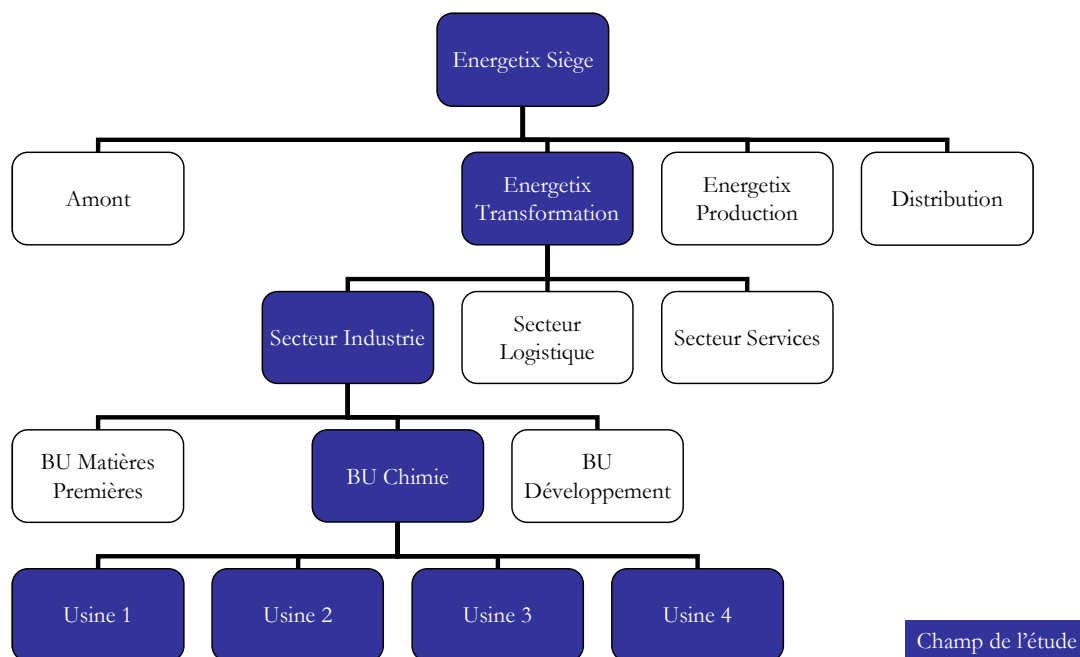 Energetix Siège
Amont
Energetix
Transformation
Energetix
Production
Distribution
Secteur Industrie
Secteur
Logistique
Secteur Services
BU Matières
Premières
BU Chimie
BU
Développement
Usine 1
Usine 2
Usine 3
Usine 4
Champ de l’étude